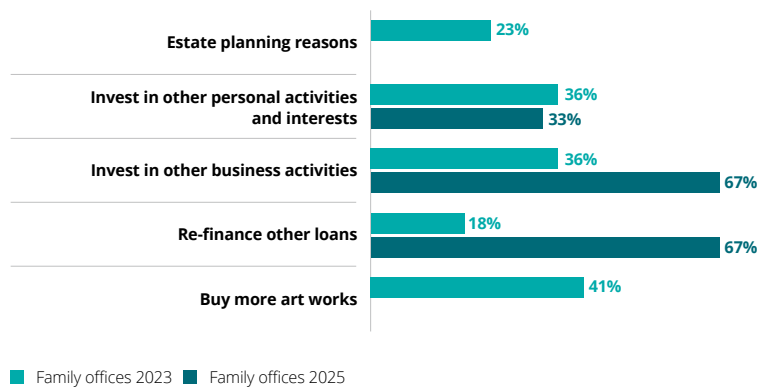 Estate planning reasons
23%
Invest in other personal activities
and interests
36%
33%
Invest in other business activities
36%
67%
Re-finance other loans
18%
67%
Buy more art works
41%
Family offices 2023 Family offices 2025